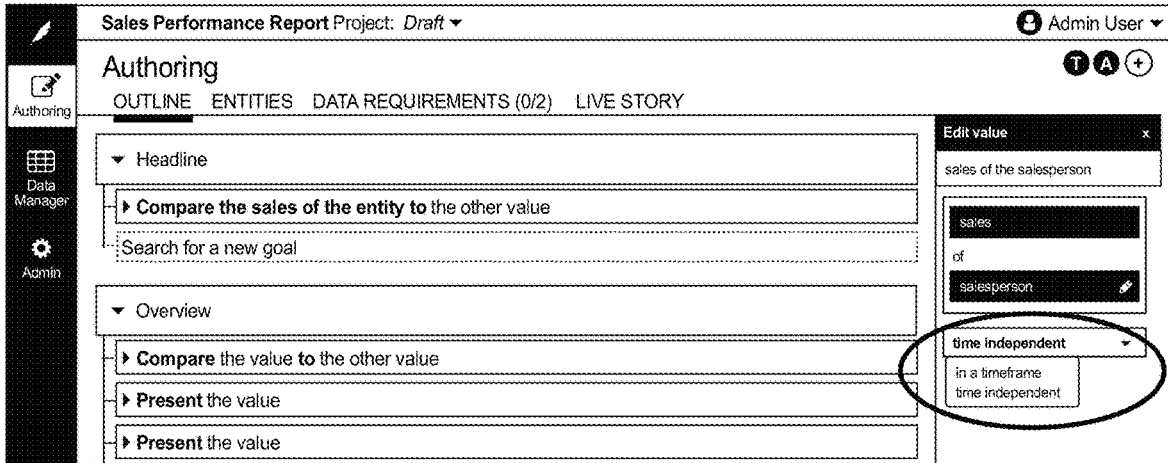 Sales Performance Report Project: Draft
Admin User
Authoring
T A +
OUTLINE ENTITIES DATA REQUIREMENTS (0/2) LIVE STORY
Authoring
Data
Manager
Admin
Headline
Compare the sales of the entity to the other value
Search for a new goal
Overview
Compare the value to the other value
Present the value
Present the value
Edit value x
sales of the salesperson
sales
of
salesperson
time independent
in a timeframe
time independent